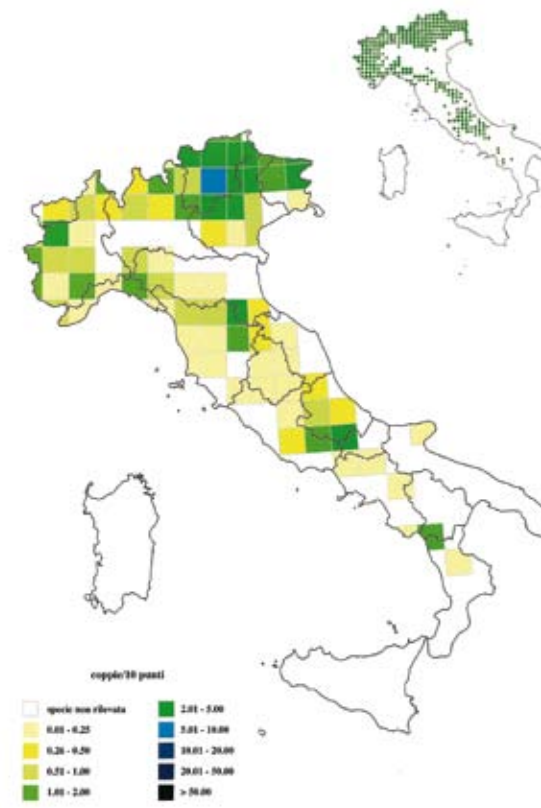 coppie/10 punti
specie non rilevata
0.01 - 0.25
0.26 - 0.50
0.51 - 1.00
1.01 - 2.00
2.01 - 5.00
5.01 - 10.00
10.01 - 20.00
20.01 - 50.00
> 50.00